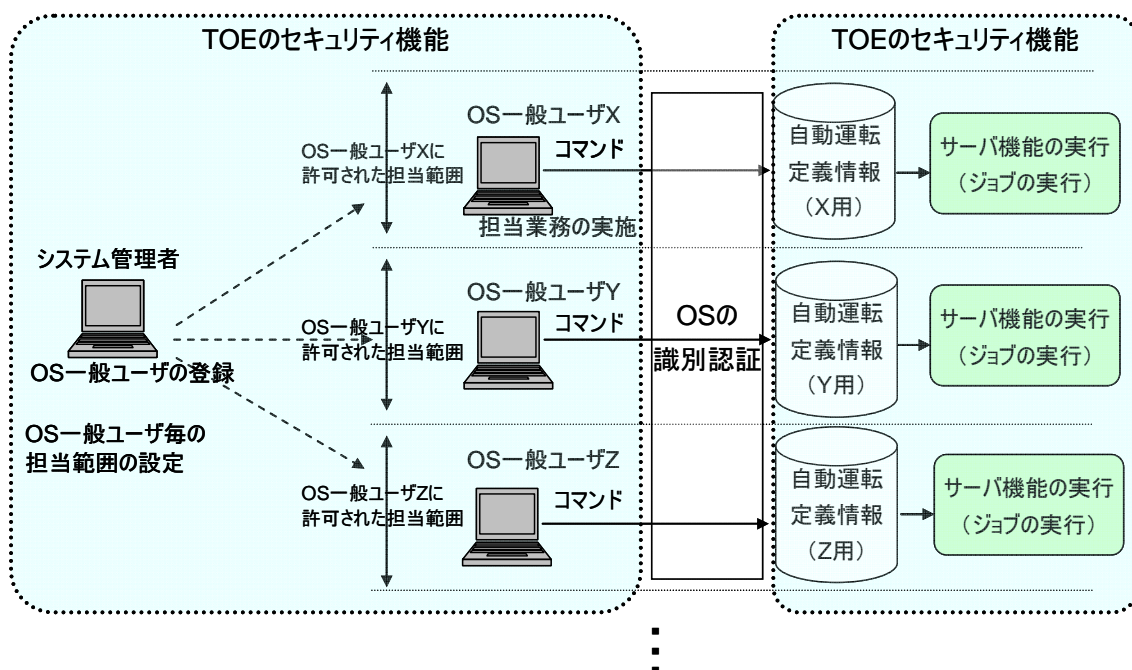 TOEのセキュリティ機能
TOEのセキュリティ機能
OS一般ユーザX
コマンド
OS一般ユーザXに
許可された担当範囲
担当業務の実施
自動運転
定義情報
（X用）
サーバ機能の実行
（ジョブの実行）
システム管理者
OS一般ユーザの登録
OS一般ユーザ毎の
担当範囲の設定
OS一般ユーザY
コマンド
OS一般ユーザYに
許可された担当範囲
OSの
識別認証
自動運転
定義情報
（Y用）
サーバ機能の実行
（ジョブの実行）
OS一般ユーザZ
コマンド
OS一般ユーザZに
許可された担当範囲
自動運転
定義情報
（Z用）
サーバ機能の実行
（ジョブの実行）